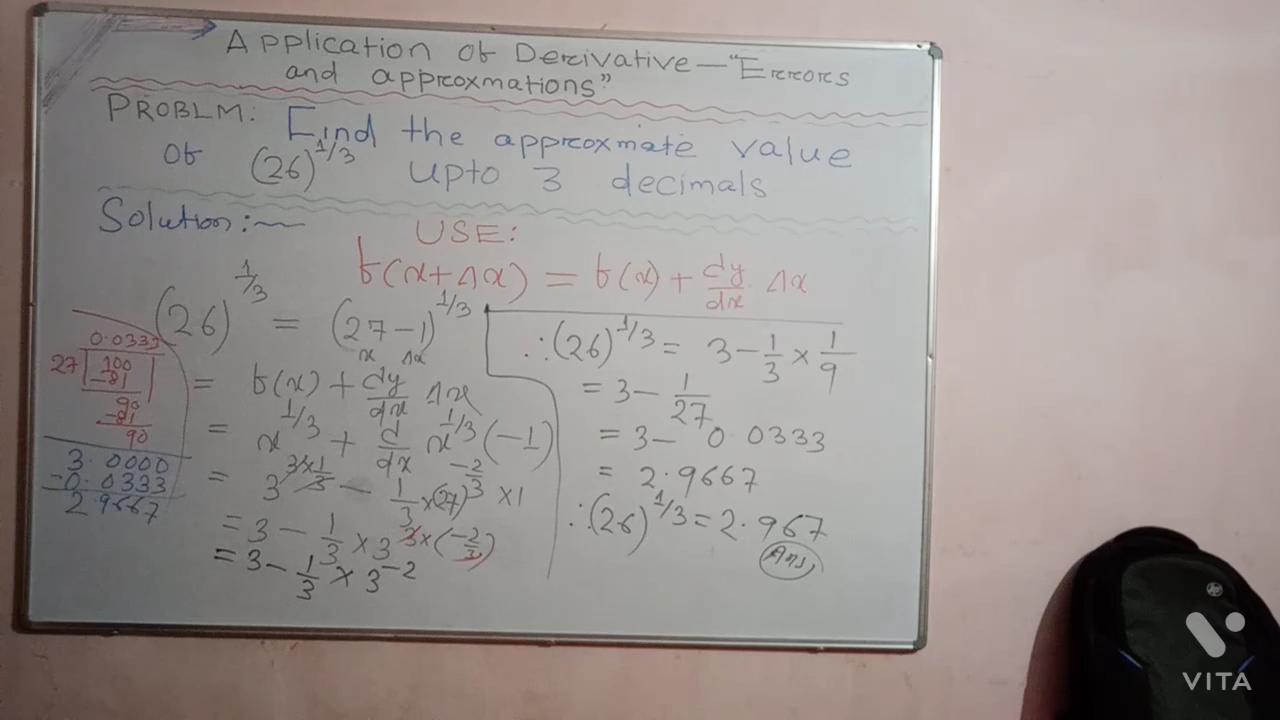 Application of Derivative — "Errors
and approxmations"
PROBLM: Find the approxmate value
of (26)^1/3 upto 3 decimals
Solution:~
USE:
f(x+Δx) = f(x) + dy/dx . Δx
(26)^1/3 = (27-1)^1/3
x Δx
= f(x) + dy/dx Δx
= x^1/3 + d/dx x^1/3 (-1)
= 3^3×1/3 - 1/3 × (27)^-2/3 × 1
= 3 - 1/3 × 3^3×(-2/3)
= 3 - 1/3 × 3^-2
∴ (26)^1/3 = 3 - 1/3 × 1/9
= 3 - 1/27
= 3 - 0.0333
= 2.9667
∴ (26)^1/3 = 2.967
Ans
0.0333
27 100
-81
90
-81
90
3.0000
-0.0333
2.9667
VITA